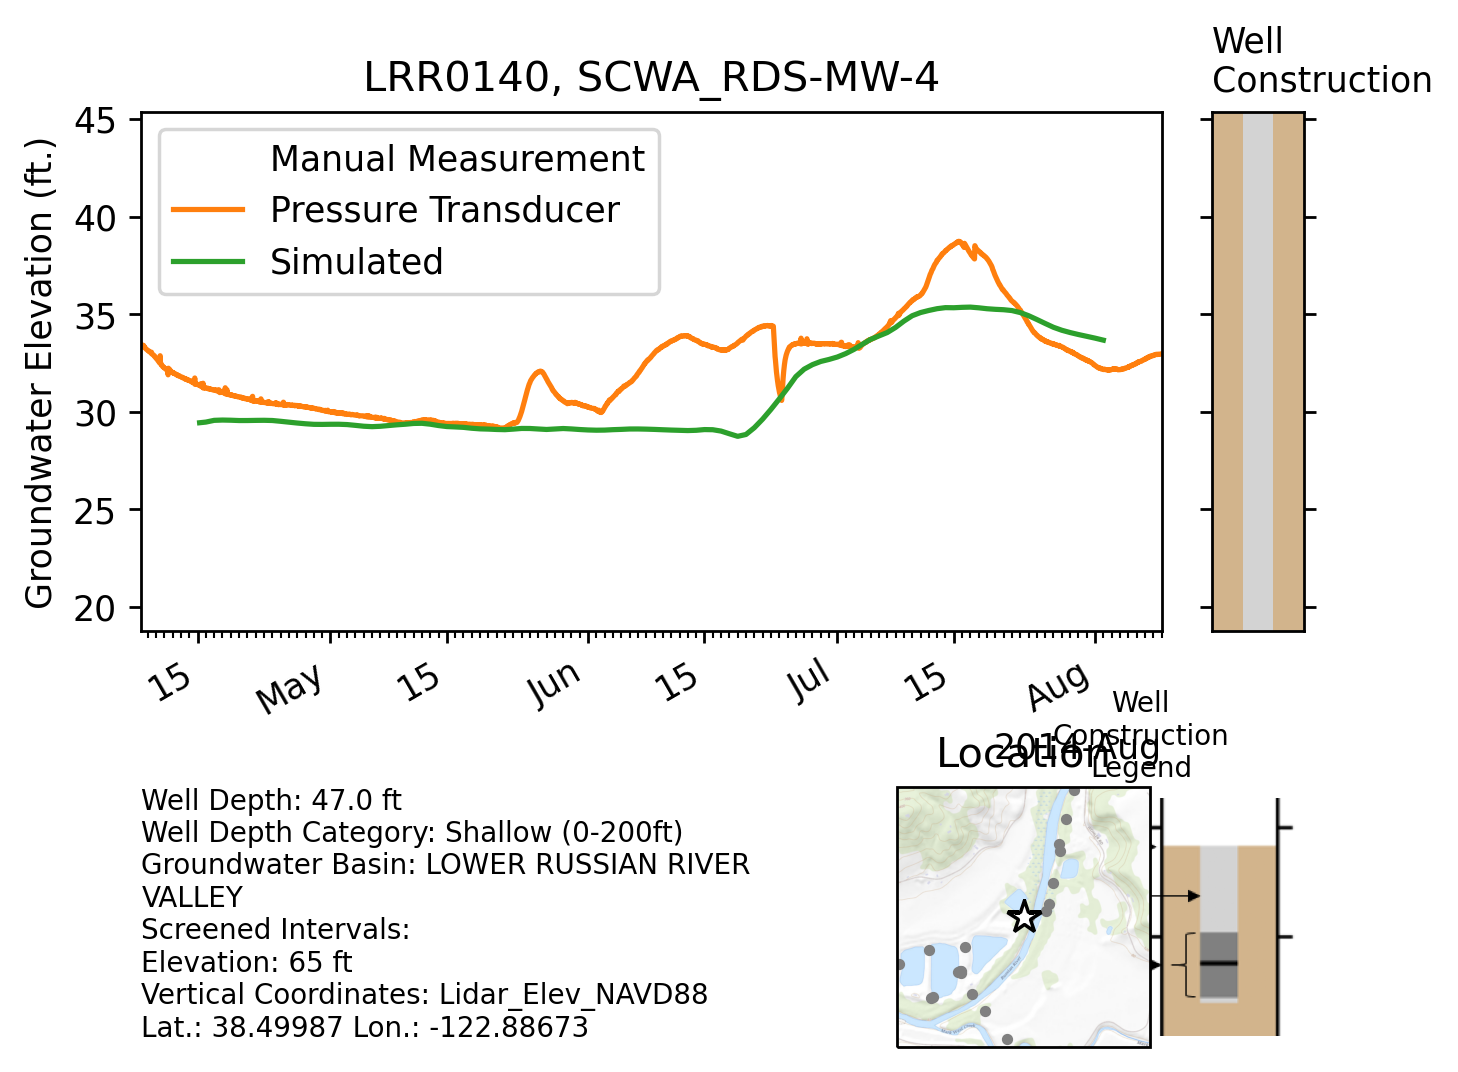 Well
Construction
LRR0140, SCWA_RDS-MW-4
Groundwater Elevation (ft.)
45
40
35
30
25
20
Manual Measurement
Pressure Transducer
Simulated
15
May
15
Jun
15
Jul
15
Aug
2014-Aug
Location
Well
Construction
Legend
Well Depth: 47.0 ft
Well Depth Category: Shallow (0-200ft)
Groundwater Basin: LOWER RUSSIAN RIVER
VALLEY
Screened Intervals:
Elevation: 65 ft
Vertical Coordinates: Lidar_Elev_NAVD88
Lat.: 38.49987 Lon.: -122.88673